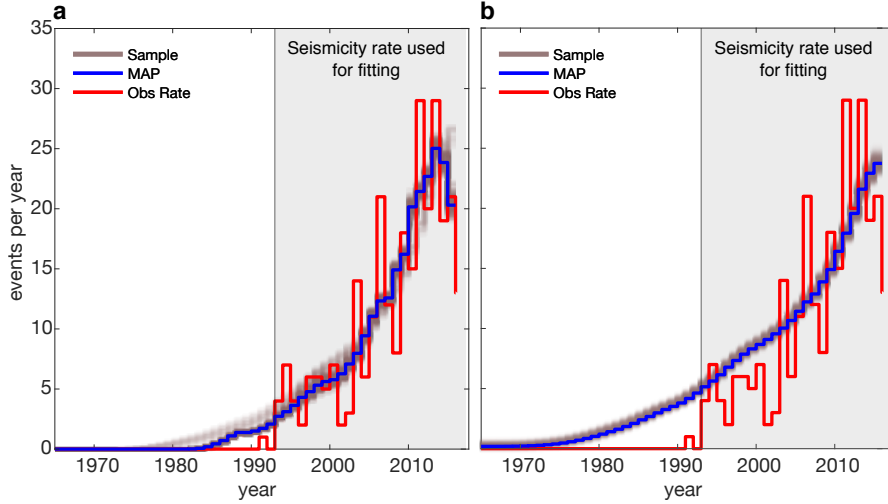 a
35
30
25
20
15
10
5
0
events per year
Sample
MAP
Obs Rate
Seismicity rate used
for fitting
1970 1980 1990 2000 2010
year
b
Sample
MAP
Obs Rate
Seismicity rate used
for fitting
1970 1980 1990 2000 2010
year